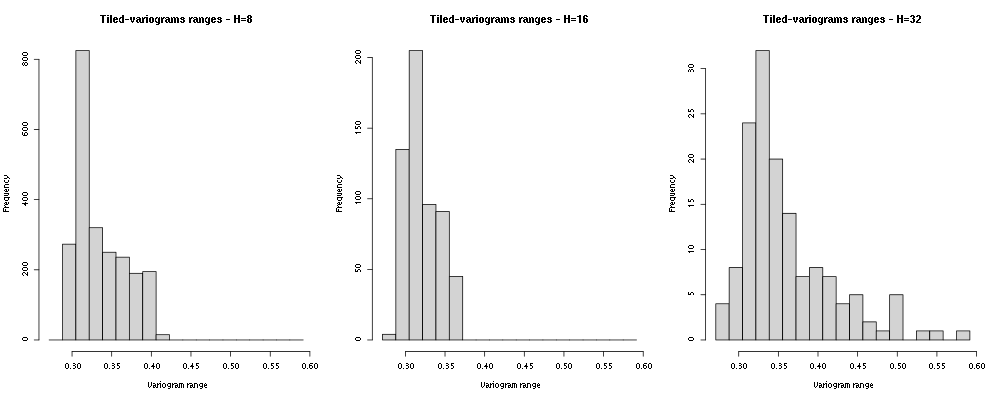 Tiled-variograms ranges - H=8
Frequency
800
600
400
200
0
0.30 0.35 0.40 0.45 0.50 0.55 0.60
Variogram range
Tiled-variograms ranges - H=16
Frequency
200
150
100
50
0
0.30 0.35 0.40 0.45 0.50 0.55 0.60
Variogram range
Tiled-variograms ranges - H=32
Frequency
30
25
20
15
10
5
0
0.30 0.35 0.40 0.45 0.50 0.55 0.60
Variogram range